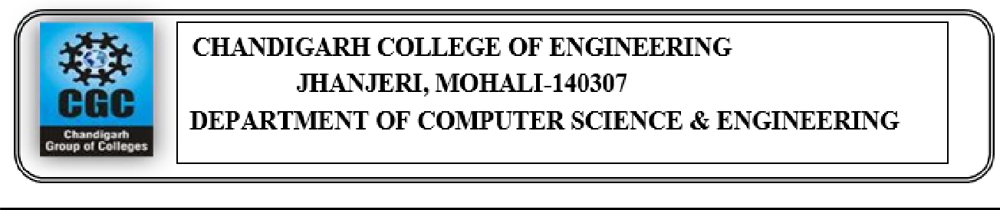 CGC
Chandigarh
Group of Colleges
CHANDIGARH COLLEGE OF ENGINEERING
JHANJERI, MOHALI-140307
DEPARTMENT OF COMPUTER SCIENCE & ENGINEERING